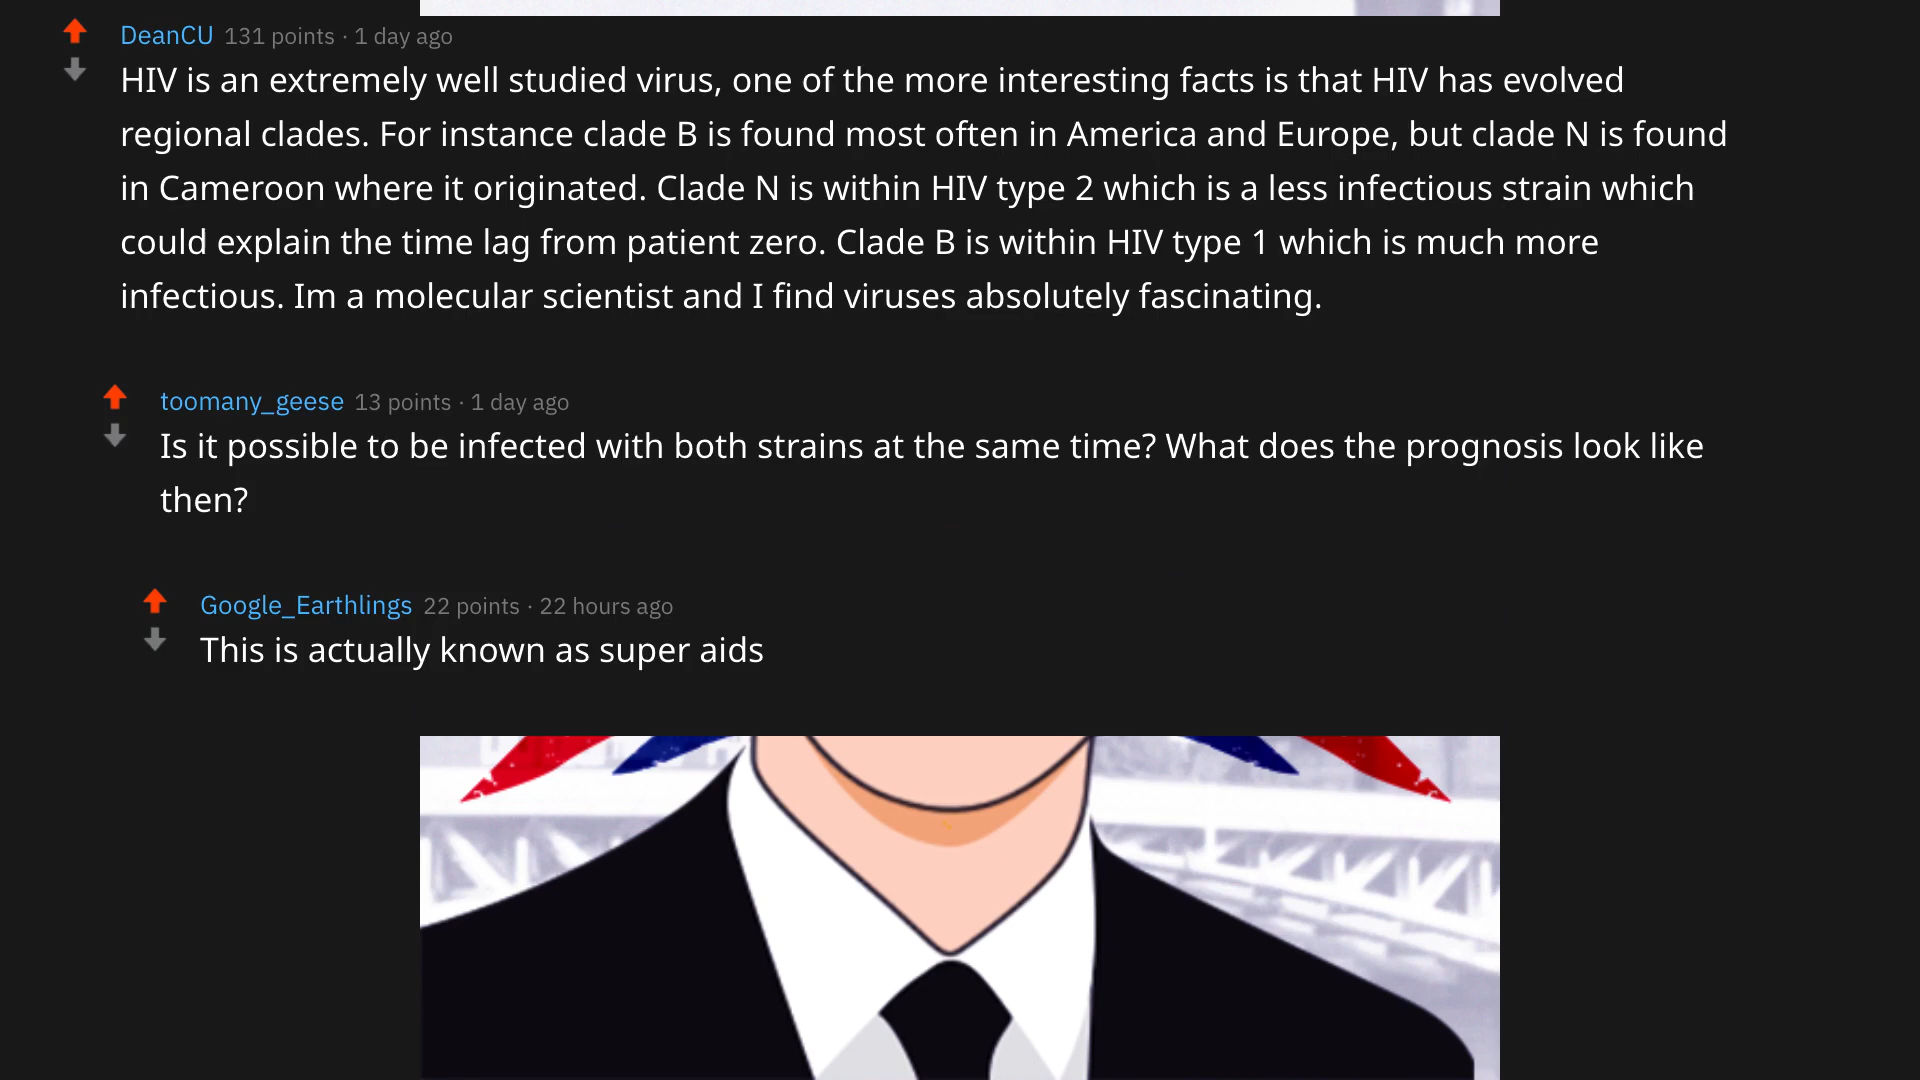 DeanCU 131 points · 1 day ago
HIV is an extremely well studied virus, one of the more interesting facts is that HIV has evolved
regional clades. For instance clade B is found most often in America and Europe, but clade N is found
in Cameroon where it originated. Clade N is within HIV type 2 which is a less infectious strain which
could explain the time lag from patient zero. Clade B is within HIV type 1 which is much more
infectious. Im a molecular scientist and I find viruses absolutely fascinating.
toomany_geese 13 points · 1 day ago
Is it possible to be infected with both strains at the same time? What does the prognosis look like
then?
Google_Earthlings 22 points · 22 hours ago
This is actually known as super aids